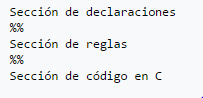 Sección de declaraciones
%%
Sección de reglas
%%
Sección de código en C